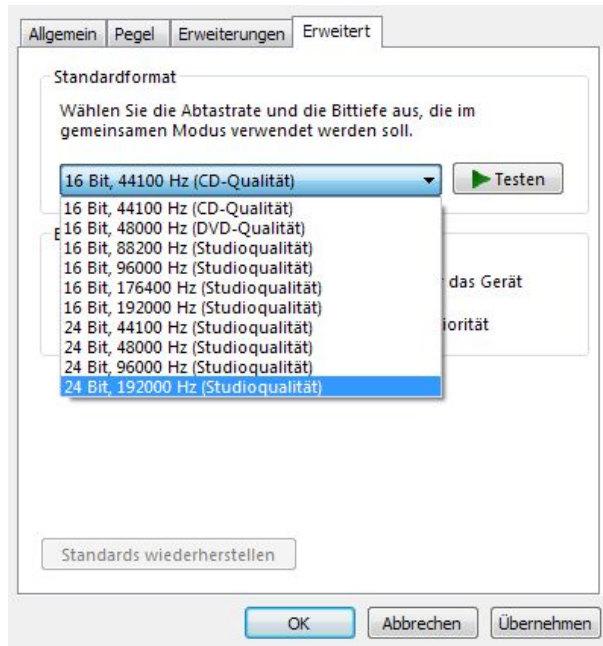 Allgemein Pegel Erweiterungen Erweitert
Standardformat
Wählen Sie die Abtastrate und die Bittiefe aus, die im
gemeinsamen Modus verwendet werden soll.
16 Bit, 44100 Hz (CD-Qualität) Testen
16 Bit, 44100 Hz (CD-Qualität)
16 Bit, 48000 Hz (DVD-Qualität)
16 Bit, 88200 Hz (Studioqualität)
16 Bit, 96000 Hz (Studioqualität)
16 Bit, 176400 Hz (Studioqualität)
das Gerät
16 Bit, 192000 Hz (Studioqualität)
24 Bit, 44100 Hz (Studioqualität)
24 Bit, 48000 Hz (Studioqualität)
24 Bit, 96000 Hz (Studioqualität)
24 Bit, 192000 Hz (Studioqualität)
Standards wiederherstellen
OK Abbrechen Übernehmen